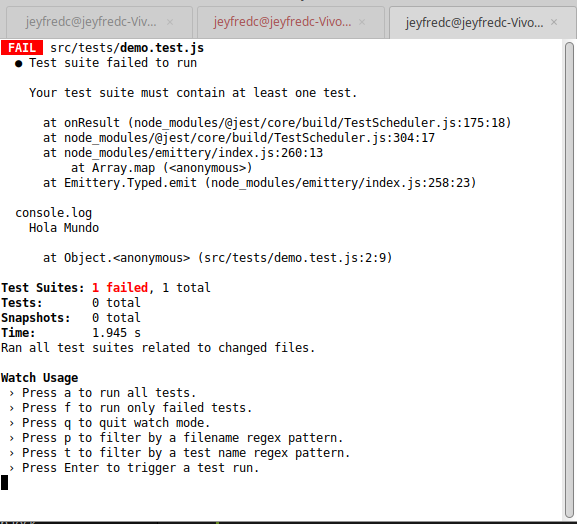 jeyfredc@jeyfredc-Viv... ×
jeyfredc@jeyfredc-Vivo... ×
jeyfredc@jeyfredc-Vivo... ×
FAIL src/tests/demo.test.js
● Test suite failed to run
Your test suite must contain at least one test.
at onResult (node_modules/@jest/core/build/TestScheduler.js:175:18)
at node_modules/@jest/core/build/TestScheduler.js:304:17
at node_modules/emittery/index.js:260:13
at Array.map (<anonymous>)
at Emittery.Typed.emit (node_modules/emittery/index.js:258:23)
console.log
Hola Mundo
at Object.<anonymous> (src/tests/demo.test.js:2:9)
Test Suites: 1 failed, 1 total
Tests: 0 total
Snapshots: 0 total
Time: 1.945 s
Ran all test suites related to changed files.
Watch Usage
› Press a to run all tests.
› Press f to run only failed tests.
› Press q to quit watch mode.
› Press p to filter by a filename regex pattern.
› Press t to filter by a test name regex pattern.
› Press Enter to trigger a test run.